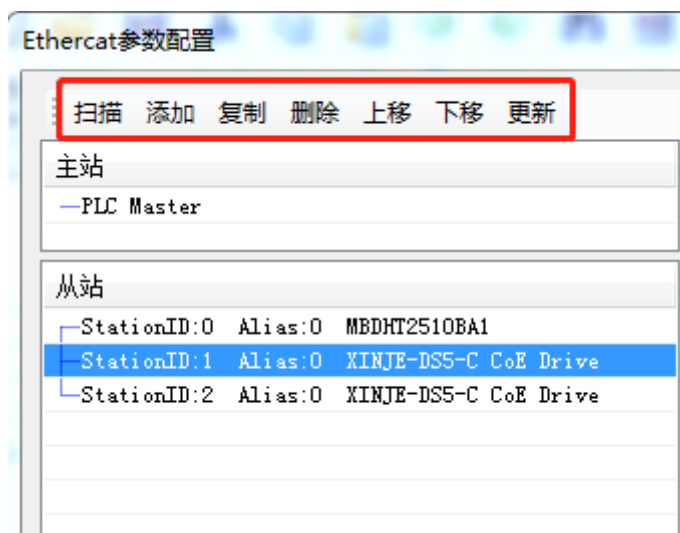 Ethercat参数配置
扫描 添加 复制 删除 上移 下移 更新
主站
PLC Master
从站
StationID:0 Alias:0 MBDHT2510BA1
StationID:1 Alias:0 XINJE-DS5-C CoE Drive
StationID:2 Alias:0 XINJE-DS5-C CoE Drive